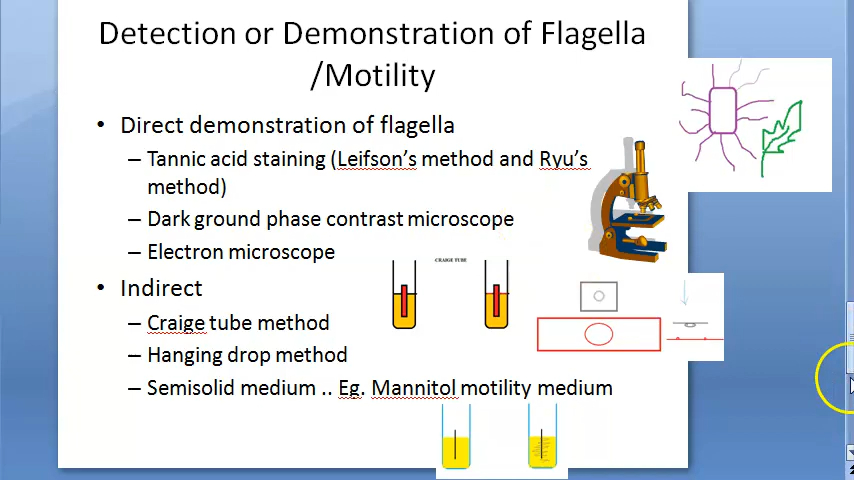 Detection or Demonstration of Flagella
/Motility
• Direct demonstration of flagella
– Tannic acid staining (Leifson's method and Ryu's
method)
– Dark ground phase contrast microscope
– Electron microscope
CRAIGE TUBE
• Indirect
– Craige tube method
– Hanging drop method
– Semisolid medium .. Eg. Mannitol motility medium